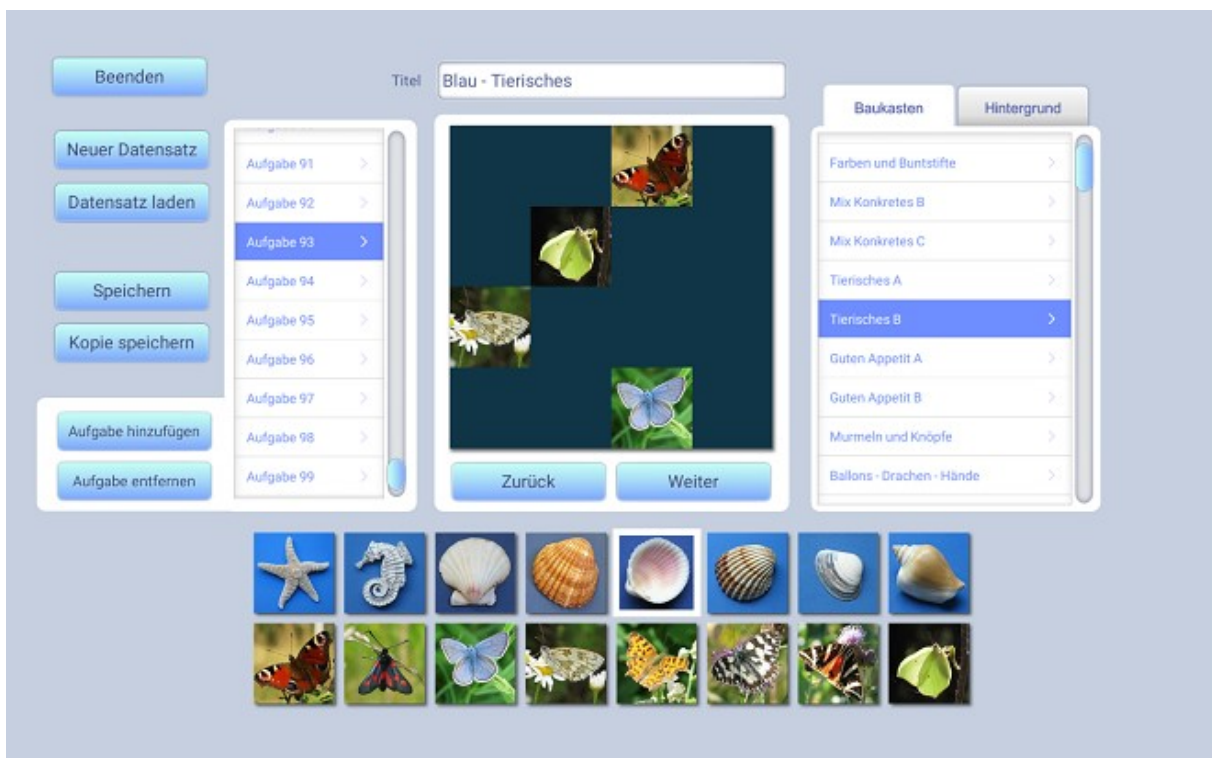 Beenden
Titel
Blau - Tierisches
Baukasten
Hintergrund
Neuer Datensatz
Datensatz laden
Speichern
Kopie speichern
Aufgabe hinzufügen
Aufgabe entfernen
Aufgabe 91
Aufgabe 92
Aufgabe 93
Aufgabe 94
Aufgabe 95
Aufgabe 96
Aufgabe 97
Aufgabe 98
Aufgabe 99
Zurück
Weiter
Farben und Buntstifte
Mix Konkretes B
Mix Konkretes C
Tierisches A
Tierisches B
Guten Appetit A
Guten Appetit B
Murmeln und Knöpfe
Ballons - Drachen - Hände